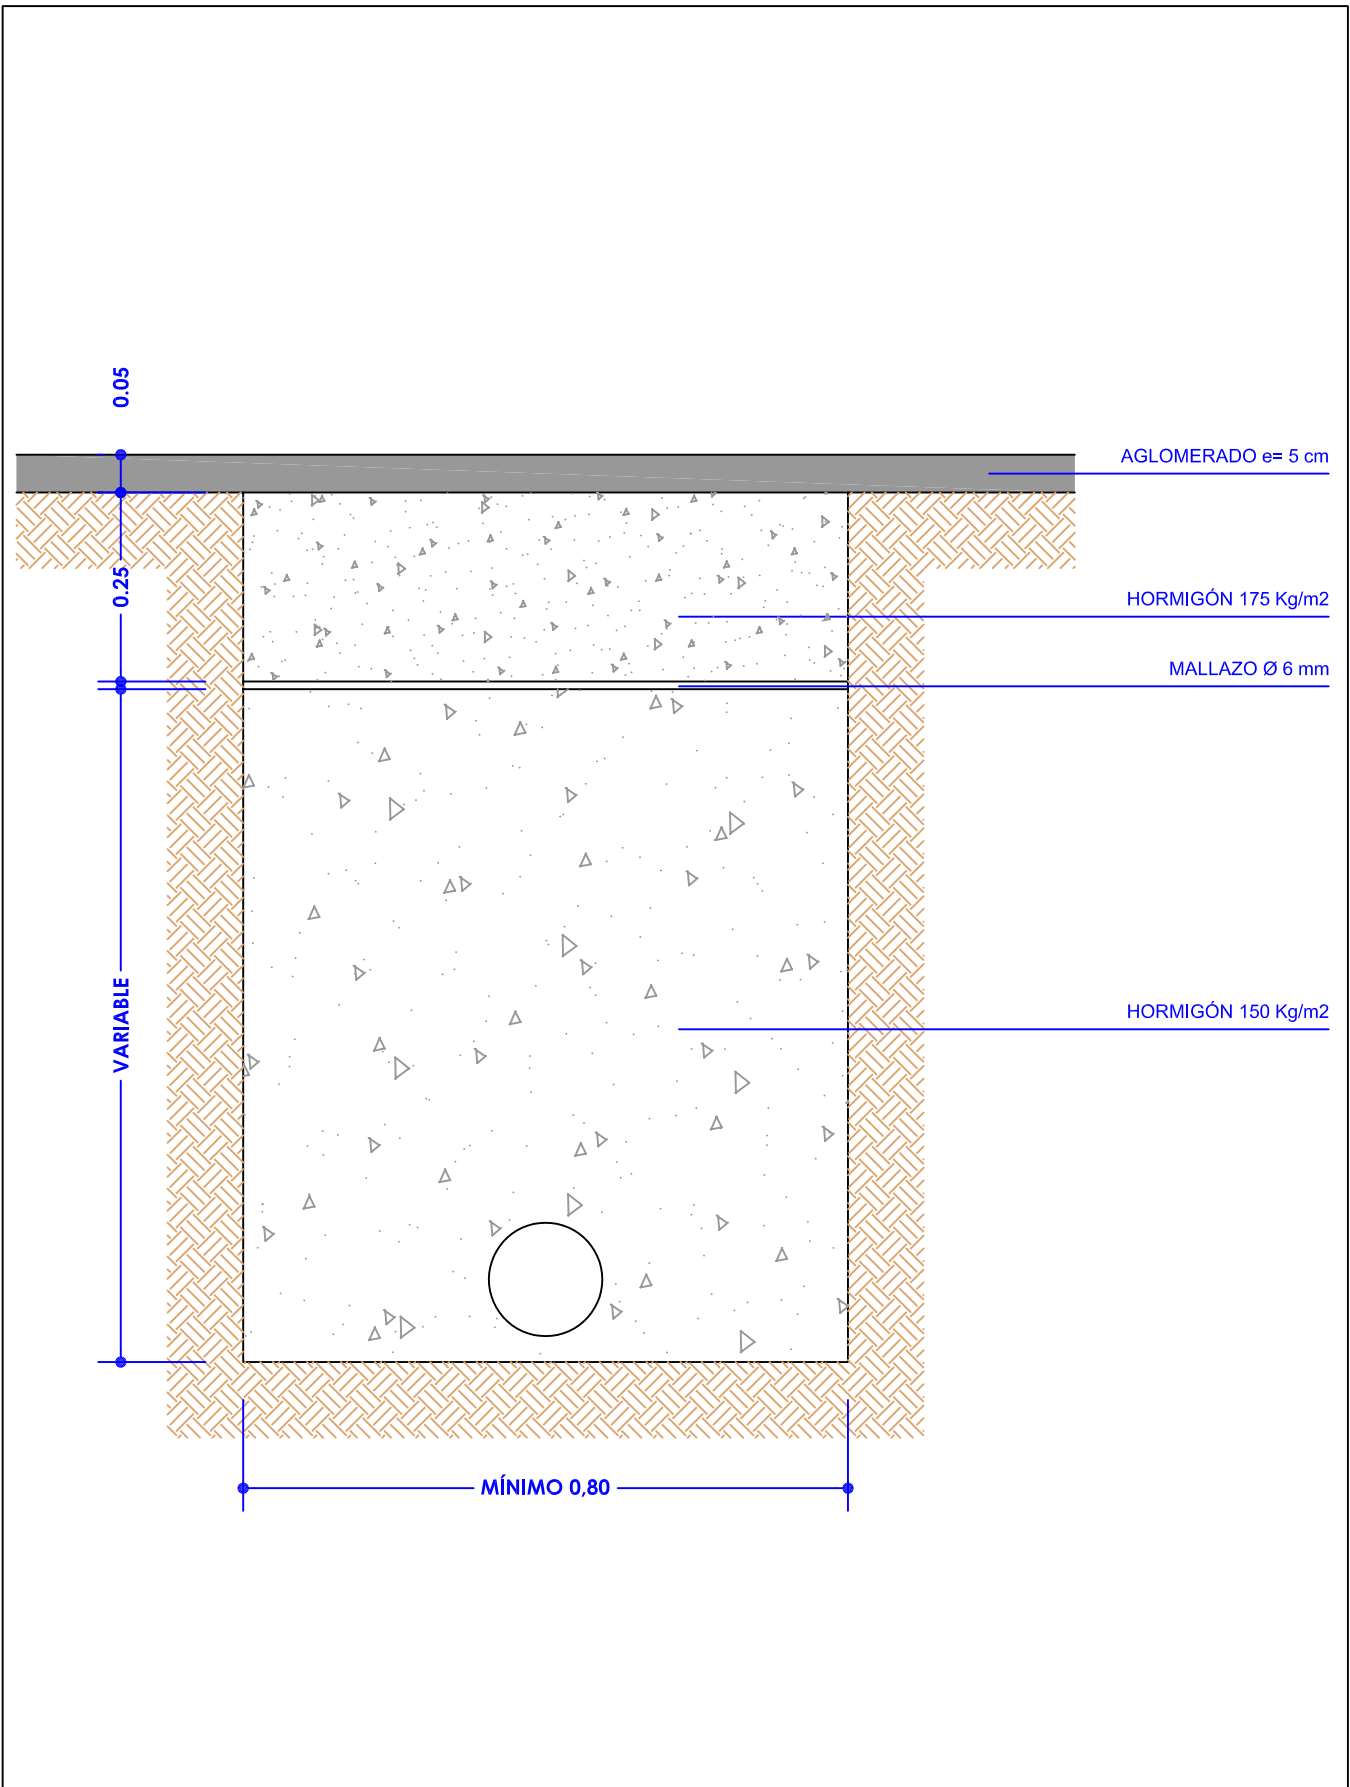 0.05
AGLOMERADO e= 5 cm
0.25
HORMIGÓN 175 Kg/m2
MALLAZO Ø 6 mm
VARIABLE
HORMIGÓN 150 Kg/m2
MÍNIMO 0,80